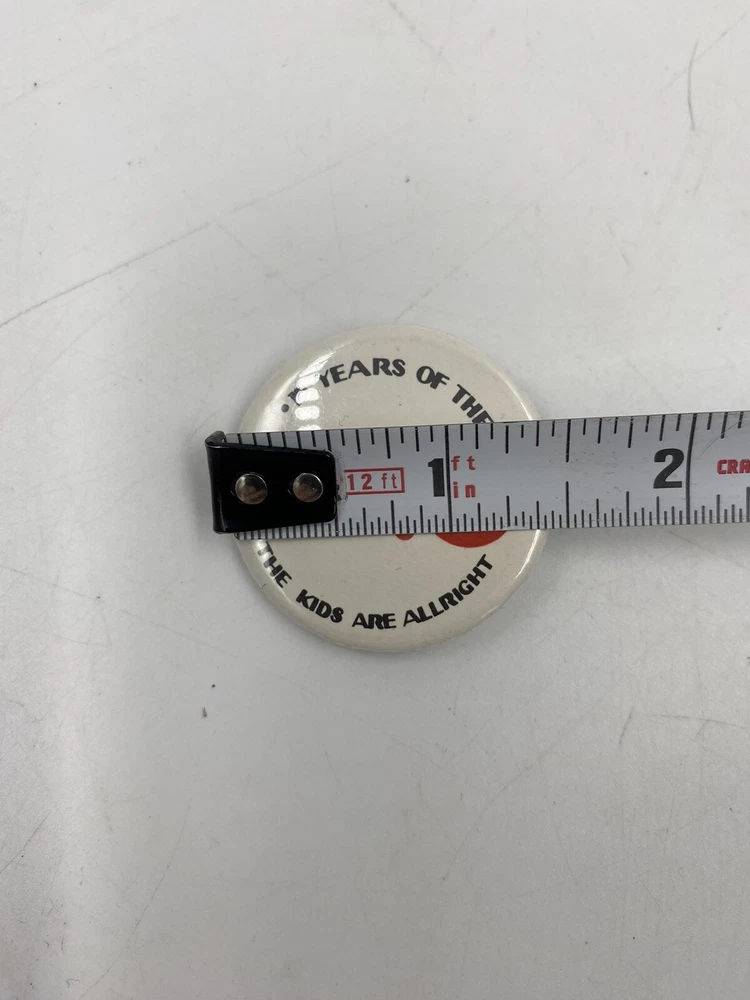 YEARS OF THE
12 ft
1 ft
in
2
CRA
THE KIDS ARE ALLRIGHT